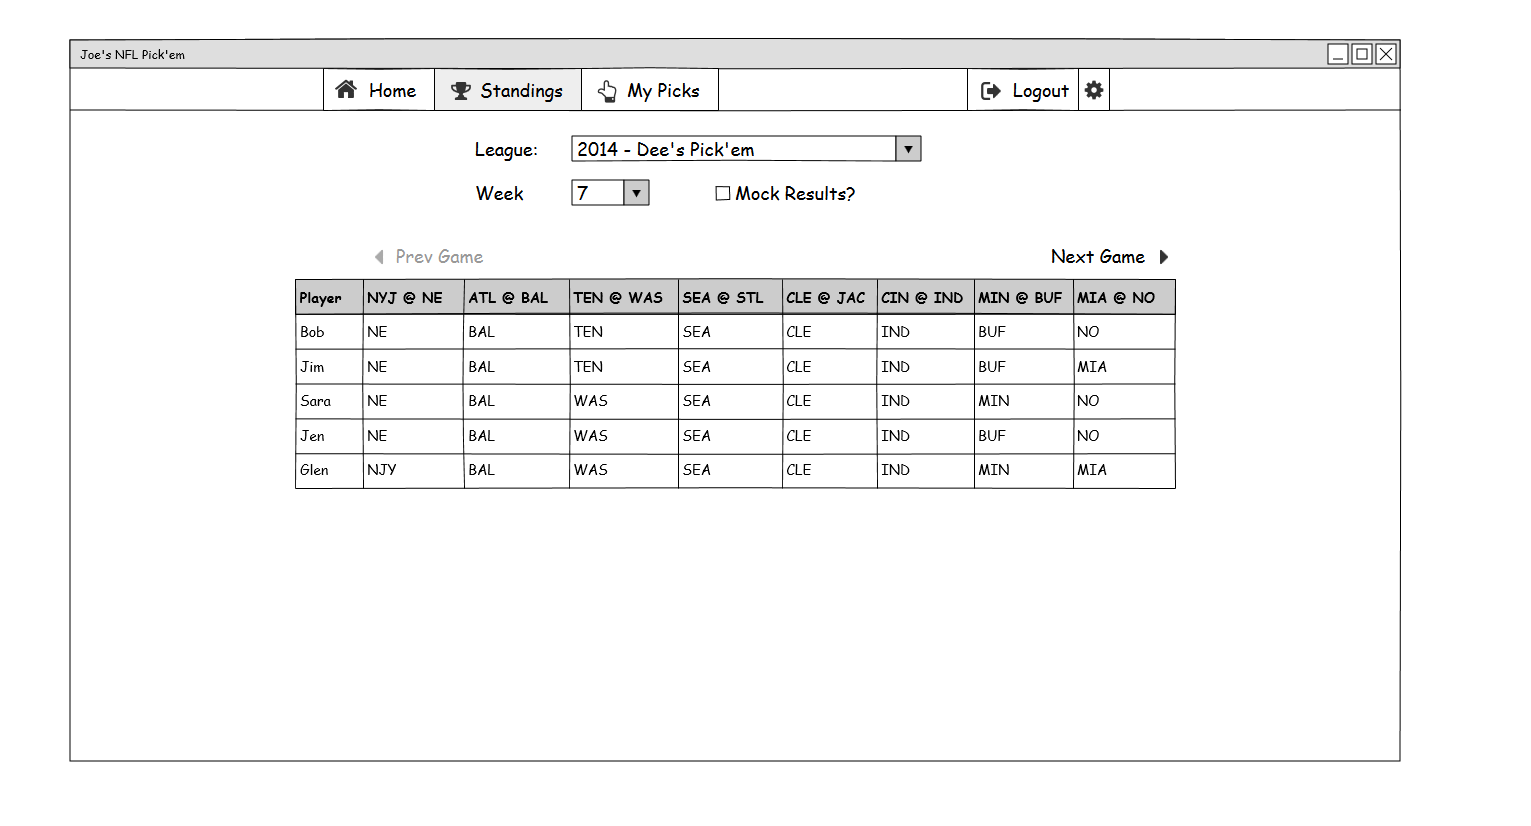 Joe's NFL Pick'em
Home Standings My Picks Logout
League: 2014 - Dee's Pick'em
Week 7 Mock Results?
Prev Game Next Game
Player NYJ @ NE ATL @ BAL TEN @ WAS SEA @ STL CLE @ JAC CIN @ IND MIN @ BUF MIA @ NO
Bob NE BAL TEN SEA CLE IND BUF NO
Jim NE BAL TEN SEA CLE IND BUF MIA
Sara NE BAL WAS SEA CLE IND MIN NO
Jen NE BAL WAS SEA CLE IND BUF NO
Glen NJY BAL WAS SEA CLE IND MIN MIA